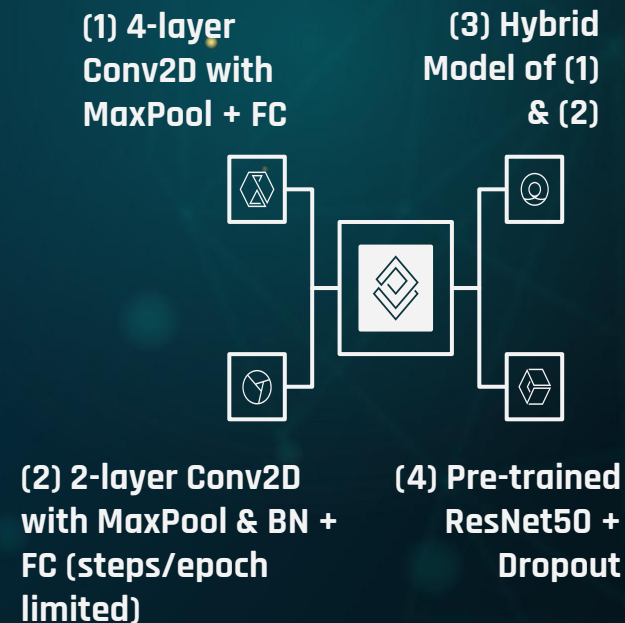 (1) 4-layer
Conv2D with
MaxPool + FC
(3) Hybrid
Model of (1)
& (2)
(2) 2-layer Conv2D
with MaxPool & BN +
FC (steps/epoch
limited)
(4) Pre-trained
ResNet50 +
Dropout